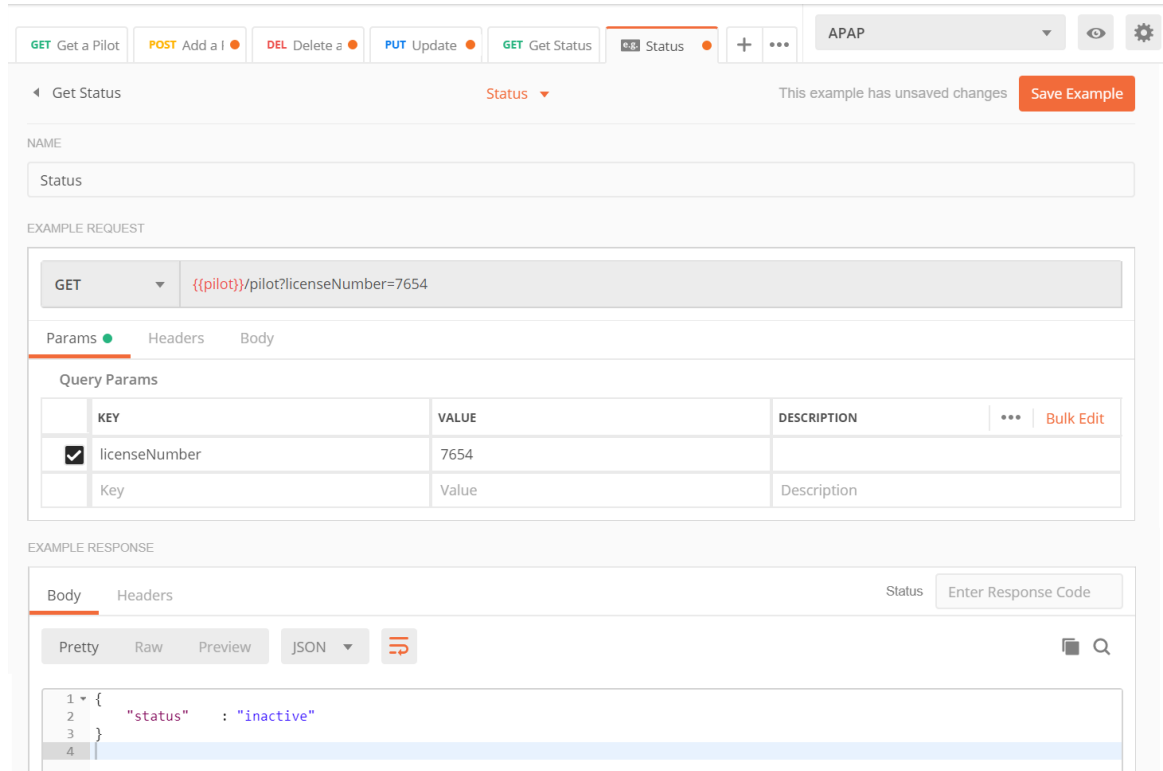 GET Get a Pilot POST Add a l DEL Delete a PUT Update GET Get Status e.g. Status + ••• APAP
Get Status Status This example has unsaved changes Save Example
NAME
Status
EXAMPLE REQUEST
GET {{pilot}}/pilot?licenseNumber=7654
Params Headers Body
Query Params
KEY VALUE DESCRIPTION ••• Bulk Edit
licenseNumber 7654
Key Value Description
EXAMPLE RESPONSE
Body Headers Status Enter Response Code
Pretty Raw Preview JSON
1 {
2 "status" : "inactive"
3 }
4